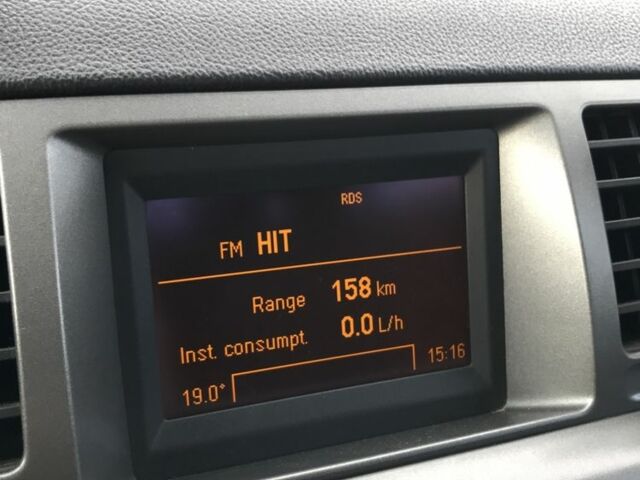 RDS
FM HIT
Range 158 km
Inst. consumpt. 0.0 L/h
19.0° 15:16